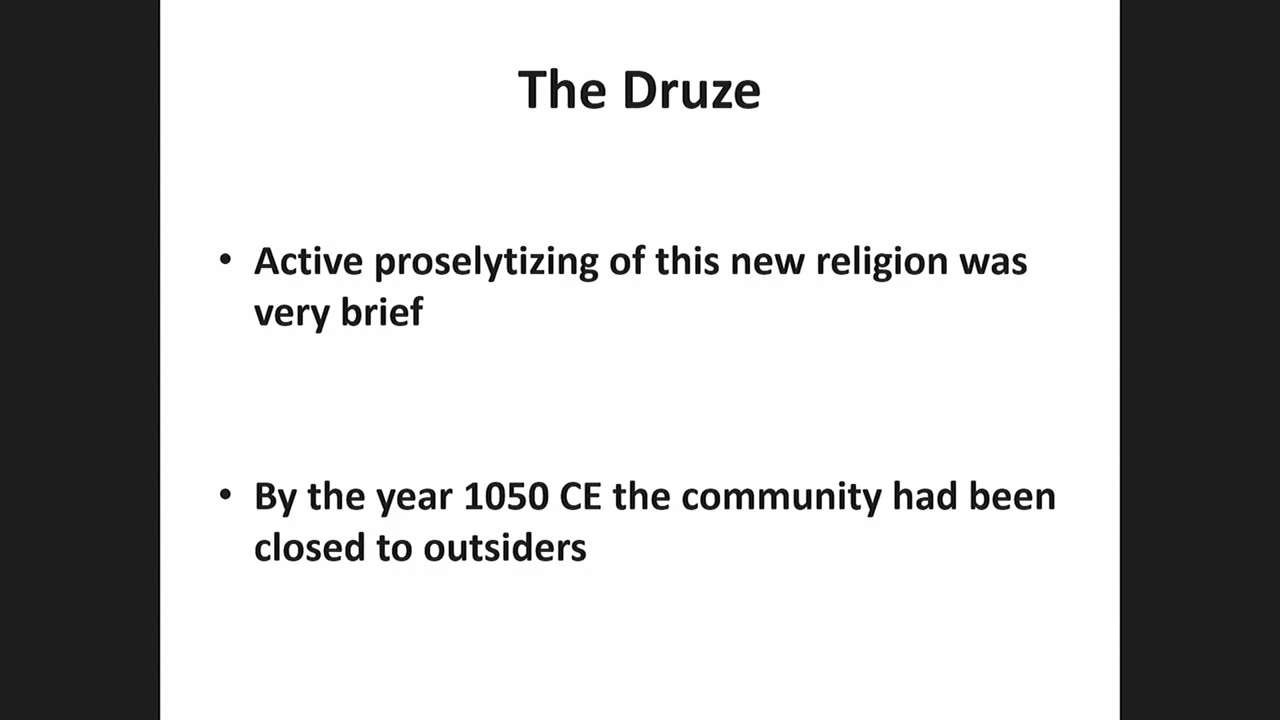 The Druze
• Active proselytizing of this new religion was
very brief
• By the year 1050 CE the community had been
closed to outsiders